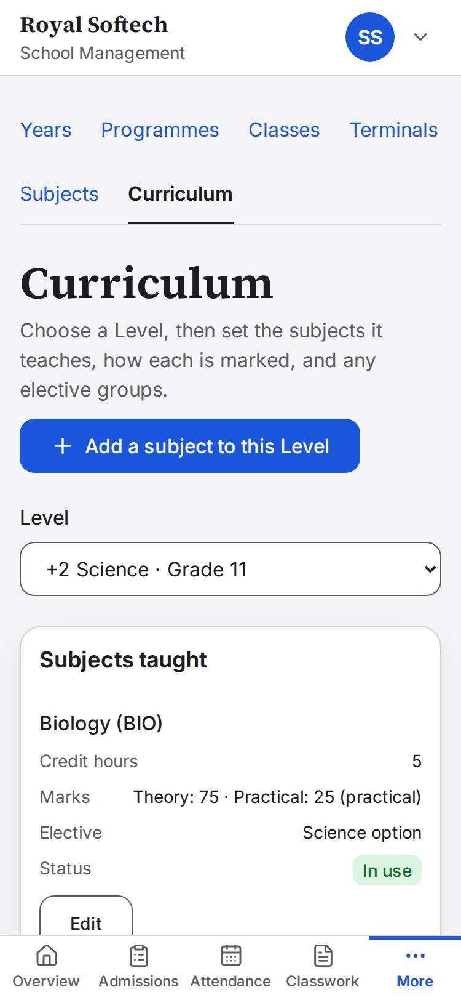 Royal Softech
School Management
SS
Years Programmes Classes Terminals
Subjects Curriculum
Curriculum
Choose a Level, then set the subjects it
teaches, how each is marked, and any
elective groups.
+ Add a subject to this Level
Level
+2 Science · Grade 11
Subjects taught
Biology (BIO)
Credit hours 5
Marks Theory: 75 · Practical: 25 (practical)
Elective Science option
Status In use
Edit
Overview Admissions Attendance Classwork More